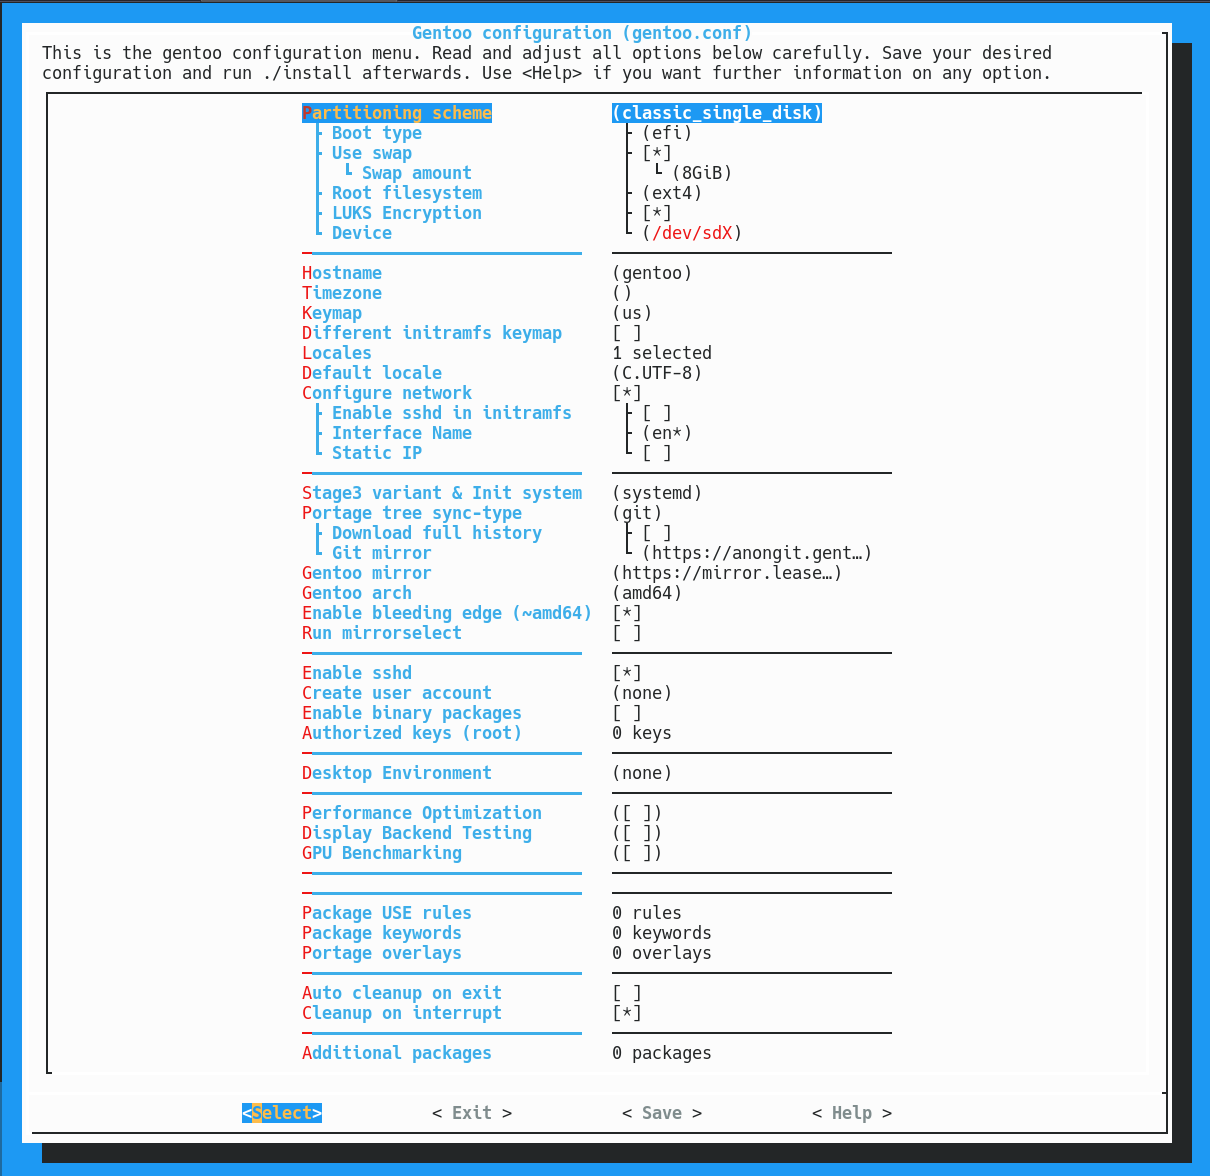 Gentoo configuration (gentoo.conf)
This is the gentoo configuration menu. Read and adjust all options below carefully. Save your desired
configuration and run ./install afterwards. Use <Help> if you want further information on any option.
Partitioning scheme (classic_single_disk)
Boot type (efi)
Use swap [*]
Swap amount (8GiB)
Root filesystem (ext4)
LUKS Encryption [*]
Device (/dev/sdX)
Hostname (gentoo)
Timezone ()
Keymap (us)
Different initramfs keymap [ ]
Locales 1 selected
Default locale (C.UTF-8)
Configure network [*]
Enable sshd in initramfs [ ]
Interface Name (en*)
Static IP [ ]
Stage3 variant & Init system (systemd)
Portage tree sync-type (git)
Download full history [ ]
Git mirror (https://anongit.gent…)
Gentoo mirror (https://mirror.lease…)
Gentoo arch (amd64)
Enable bleeding edge (~amd64) [*]
Run mirrorselect [ ]
Enable sshd [*]
Create user account (none)
Enable binary packages [ ]
Authorized keys (root) 0 keys
Desktop Environment (none)
Performance Optimization ([ ])
Display Backend Testing ([ ])
GPU Benchmarking ([ ])
Package USE rules 0 rules
Package keywords 0 keywords
Portage overlays 0 overlays
Auto cleanup on exit [ ]
Cleanup on interrupt [*]
Additional packages 0 packages
<Select> < Exit > < Save > < Help >